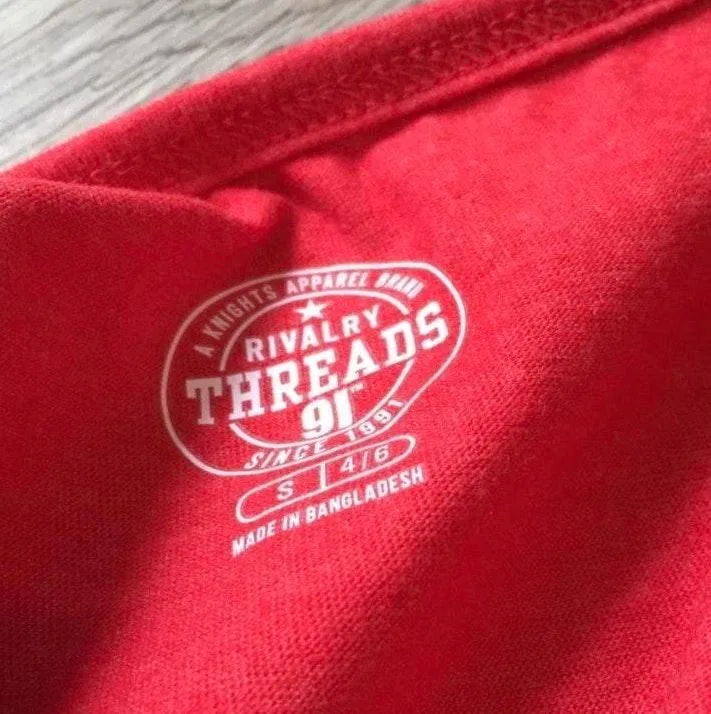 A KNIGHTS APPAREL BRAND
RIVALRY
THREADS
91™
SINCE 1991
S | 4/6
MADE IN BANGLADESH